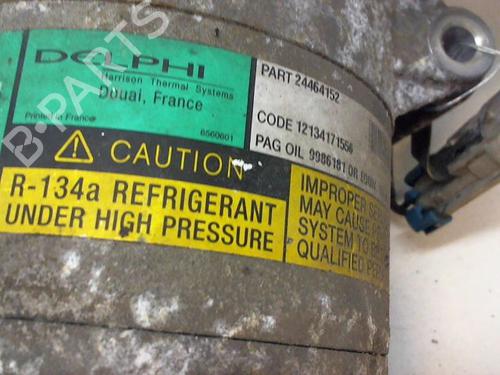 DELPHI
Harrison Thermal Systems
Douai, France
Printed in France
6560601
PART 24464152
CODE 12134171556
PAG OIL 9986181 OR
CAUTION
R-134a REFRIGERANT
UNDER HIGH PRESSURE
IMPROPER
MAY CAUSE
SYSTEM TO
QUALIFIED
B-PARTS